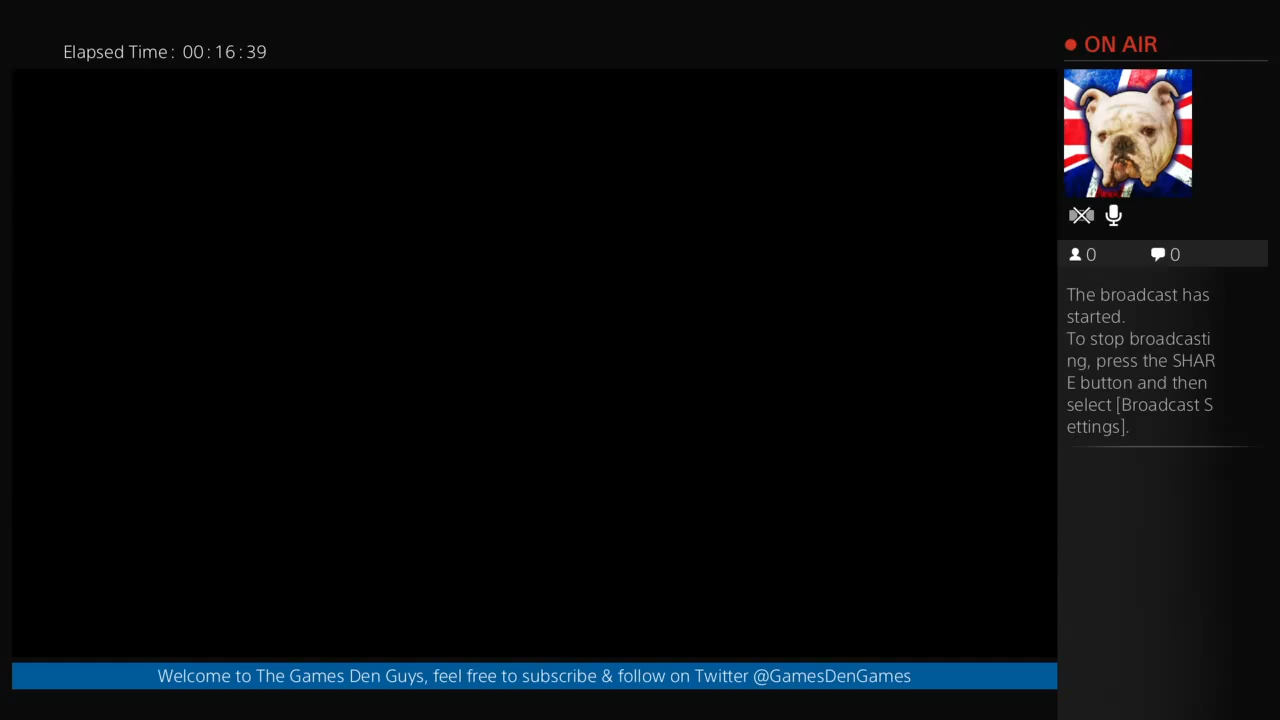 Elapsed Time: 00:16:39
ON AIR
0 0
The broadcast has
started.
To stop broadcasti
ng, press the SHAR
E button and then
select [Broadcast S
ettings].
Welcome to The Games Den Guys, feel free to subscribe & follow on Twitter @GamesDenGames